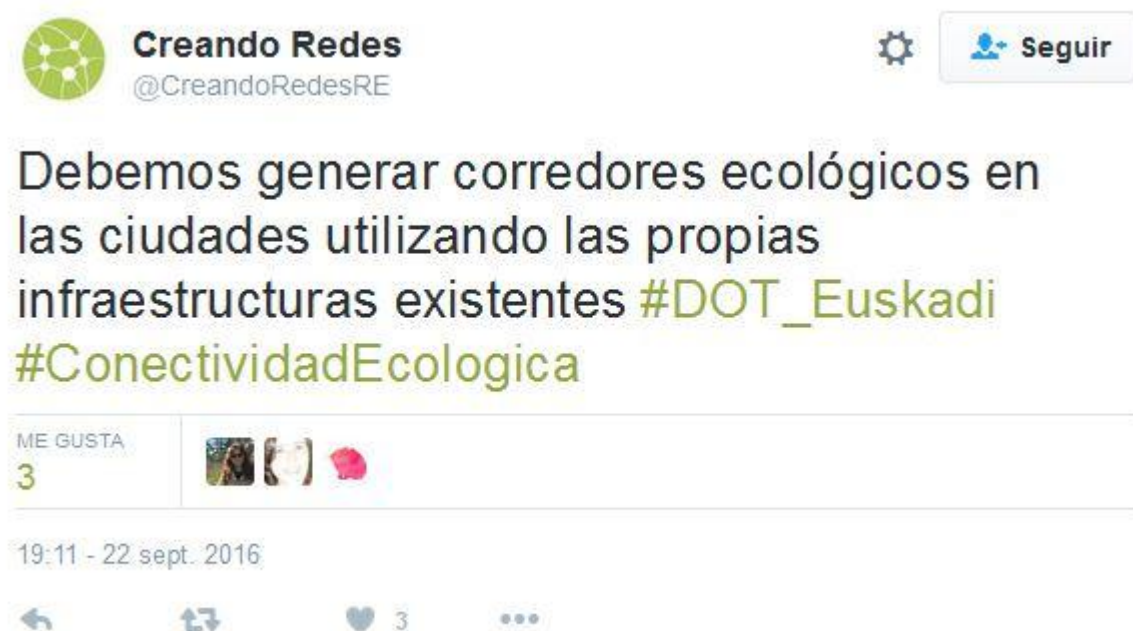 Creando Redes
@CreandoRedesRE
Seguir
Debemos generar corredores ecológicos en
las ciudades utilizando las propias
infraestructuras existentes #DOT_Euskadi
#ConectividadEcologica
ME GUSTA
3
19:11 - 22 sept. 2016
3